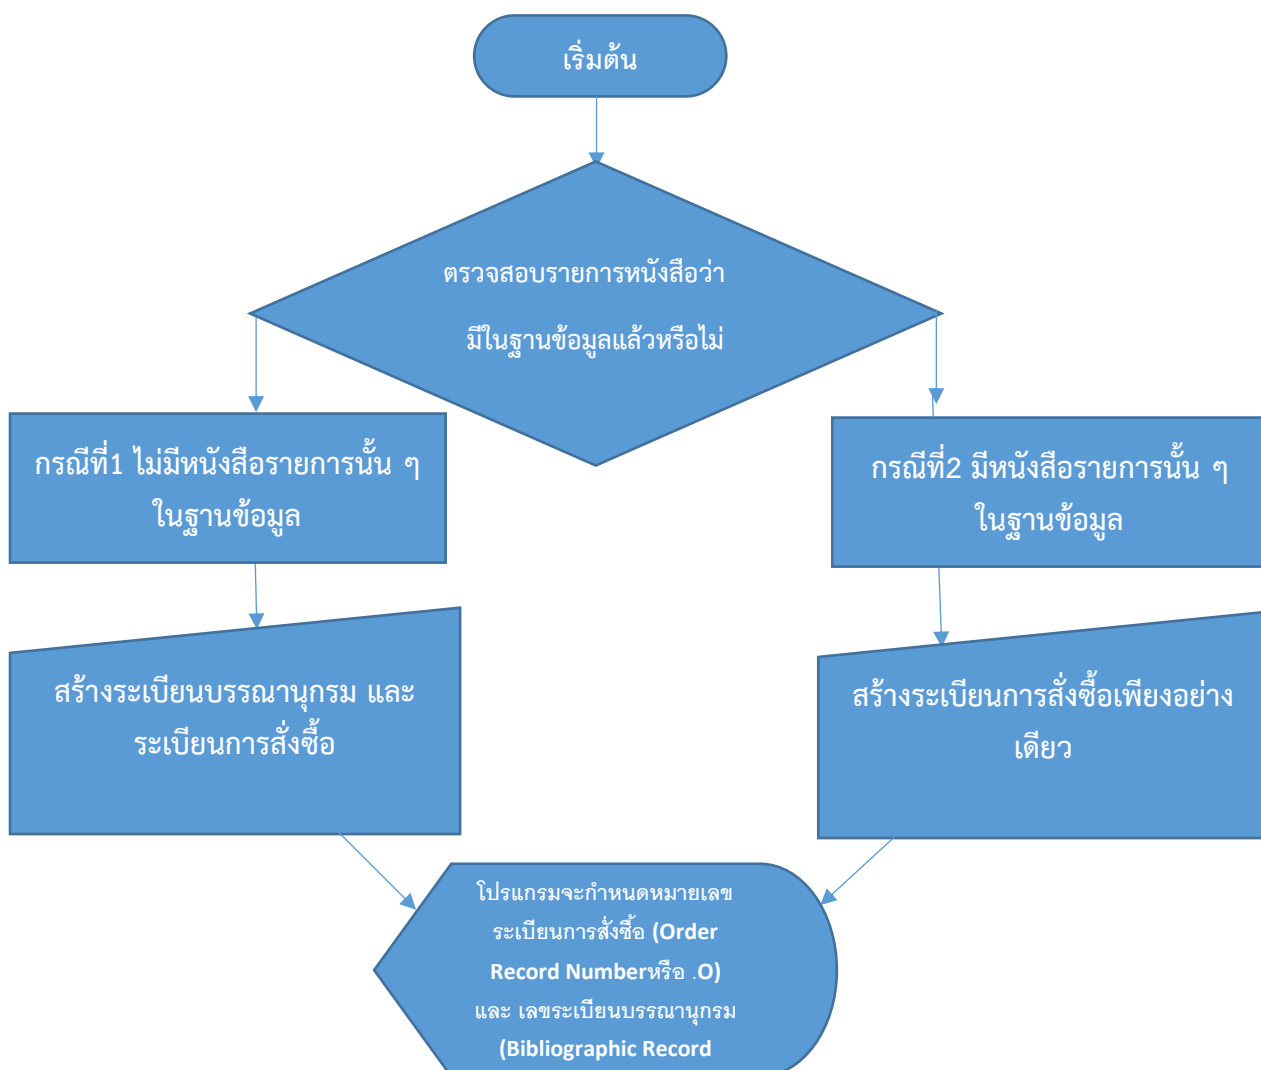 เริ่มต้น
ตรวจสอบรายการหนังสือว่า
มีในฐานข้อมูลแล้วหรือไม่
กรณีที่1 ไม่มีหนังสือรายการนั้น ๆ
ในฐานข้อมูล
กรณีที่2 มีหนังสือรายการนั้น ๆ
ในฐานข้อมูล
สร้างระเบียนบรรณานุกรม และ
ระเบียนการสั่งซื้อ
สร้างระเบียนการสั่งซื้อเพียงอย่าง
เดียว
โปรแกรมจะกำหนดหมายเลข
ระเบียนการสั่งซื้อ (Order
Record Numberหรือ .O)
และ เลขระเบียนบรรณานุกรม
(Bibliographic Record